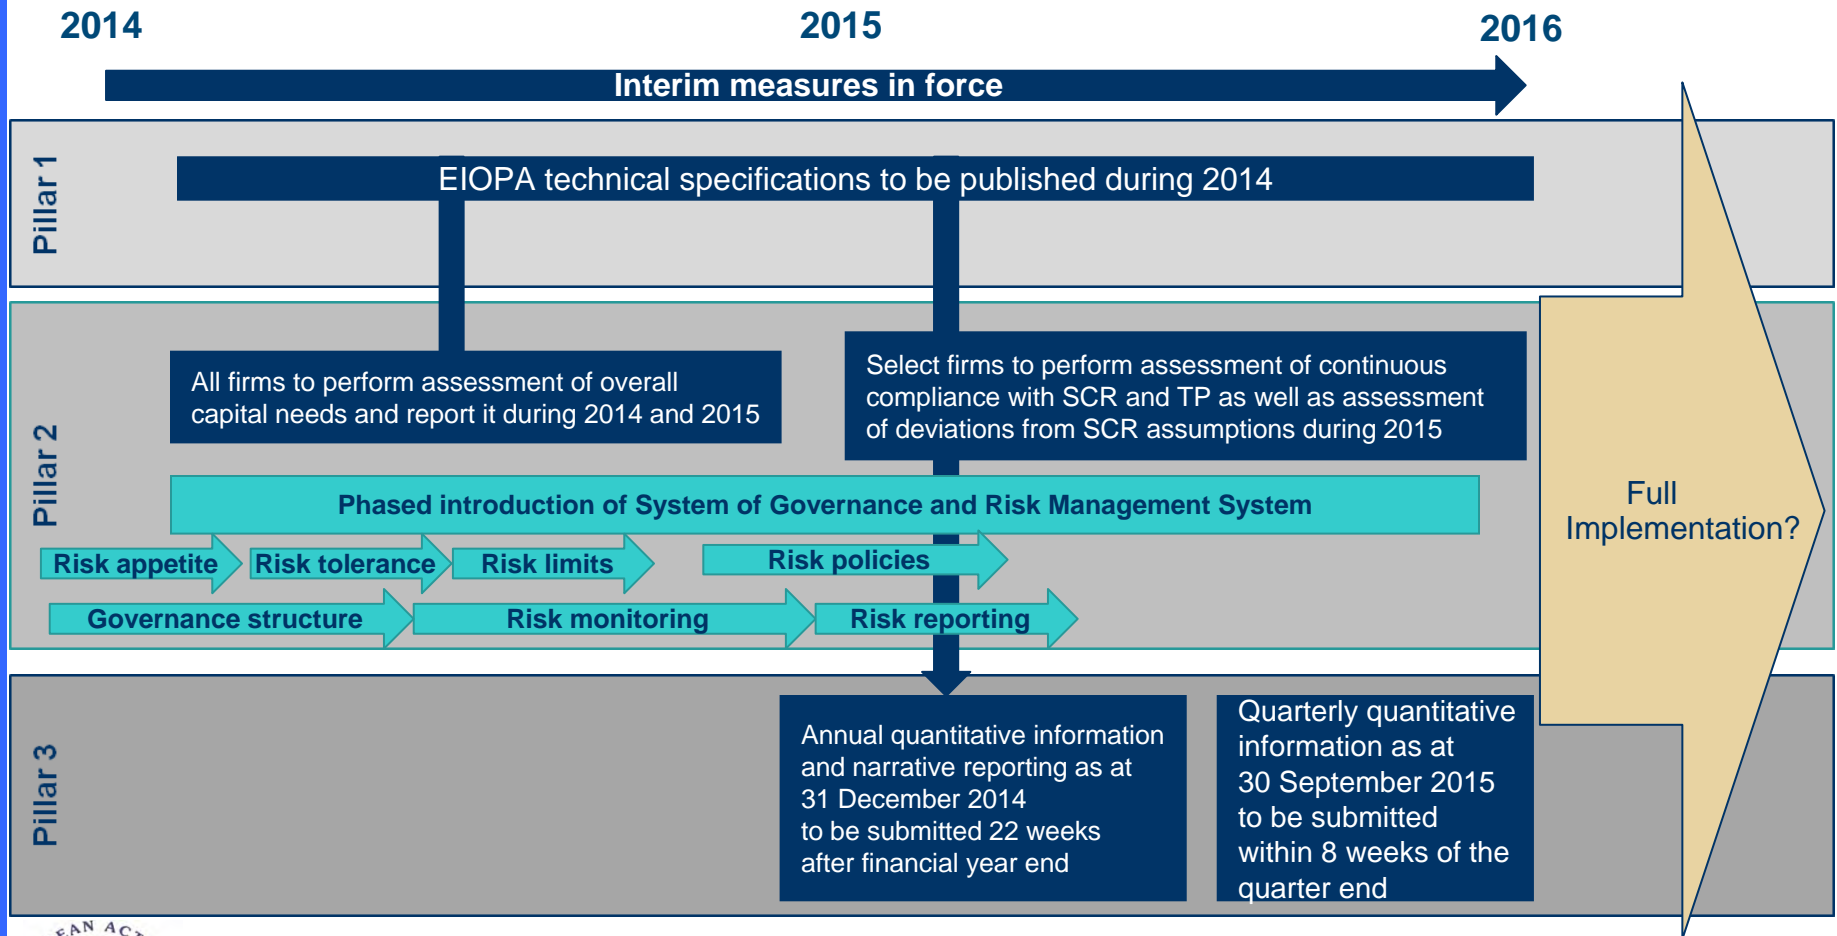 2014
2015
2016
Interim measures in force
Pillar 1
EIOPA technical specifications to be published during 2014
Pillar 2
All firms to perform assessment of overall
capital needs and report it during 2014 and 2015
Select firms to perform assessment of continuous
compliance with SCR and TP as well as assessment
of deviations from SCR assumptions during 2015
Phased introduction of System of Governance and Risk Management System
Risk appetite
Risk tolerance
Risk limits
Risk policies
Governance structure
Risk monitoring
Risk reporting
Full
Implementation?
Pillar 3
Annual quantitative information
and narrative reporting as at
31 December 2014
to be submitted 22 weeks
after financial year end
Quarterly quantitative
information as at
30 September 2015
to be submitted
within 8 weeks of the
quarter end